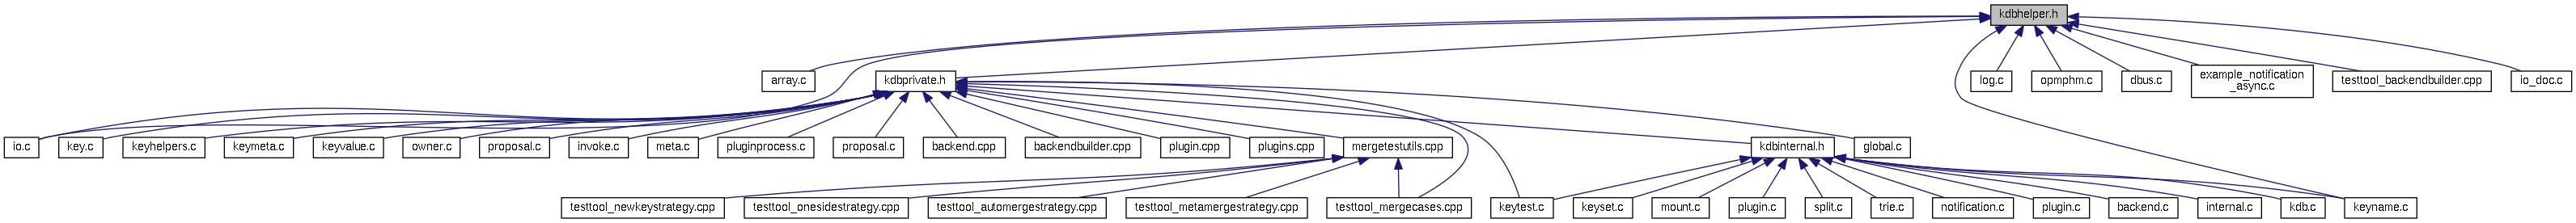 kdbhelper.h
array.c
kdbprivate.h
log.c
opmphm.c
dbus.c
example_notification
_async.c
testtool_backendbuilder.cpp
io_doc.c
io.c
key.c
keyhelpers.c
keymeta.c
keyvalue.c
owner.c
proposal.c
invoke.c
meta.c
pluginprocess.c
proposal.c
backend.cpp
backendbuilder.cpp
plugin.cpp
plugins.cpp
mergetestutils.cpp
kdbinternal.h
global.c
testtool_newkeystrategy.cpp
testtool_onesidestrategy.cpp
testtool_automergestrategy.cpp
testtool_metamergestrategy.cpp
testtool_mergecases.cpp
keytest.c
keyset.c
mount.c
plugin.c
split.c
trie.c
notification.c
plugin.c
backend.c
internal.c
kdb.c
keyname.c